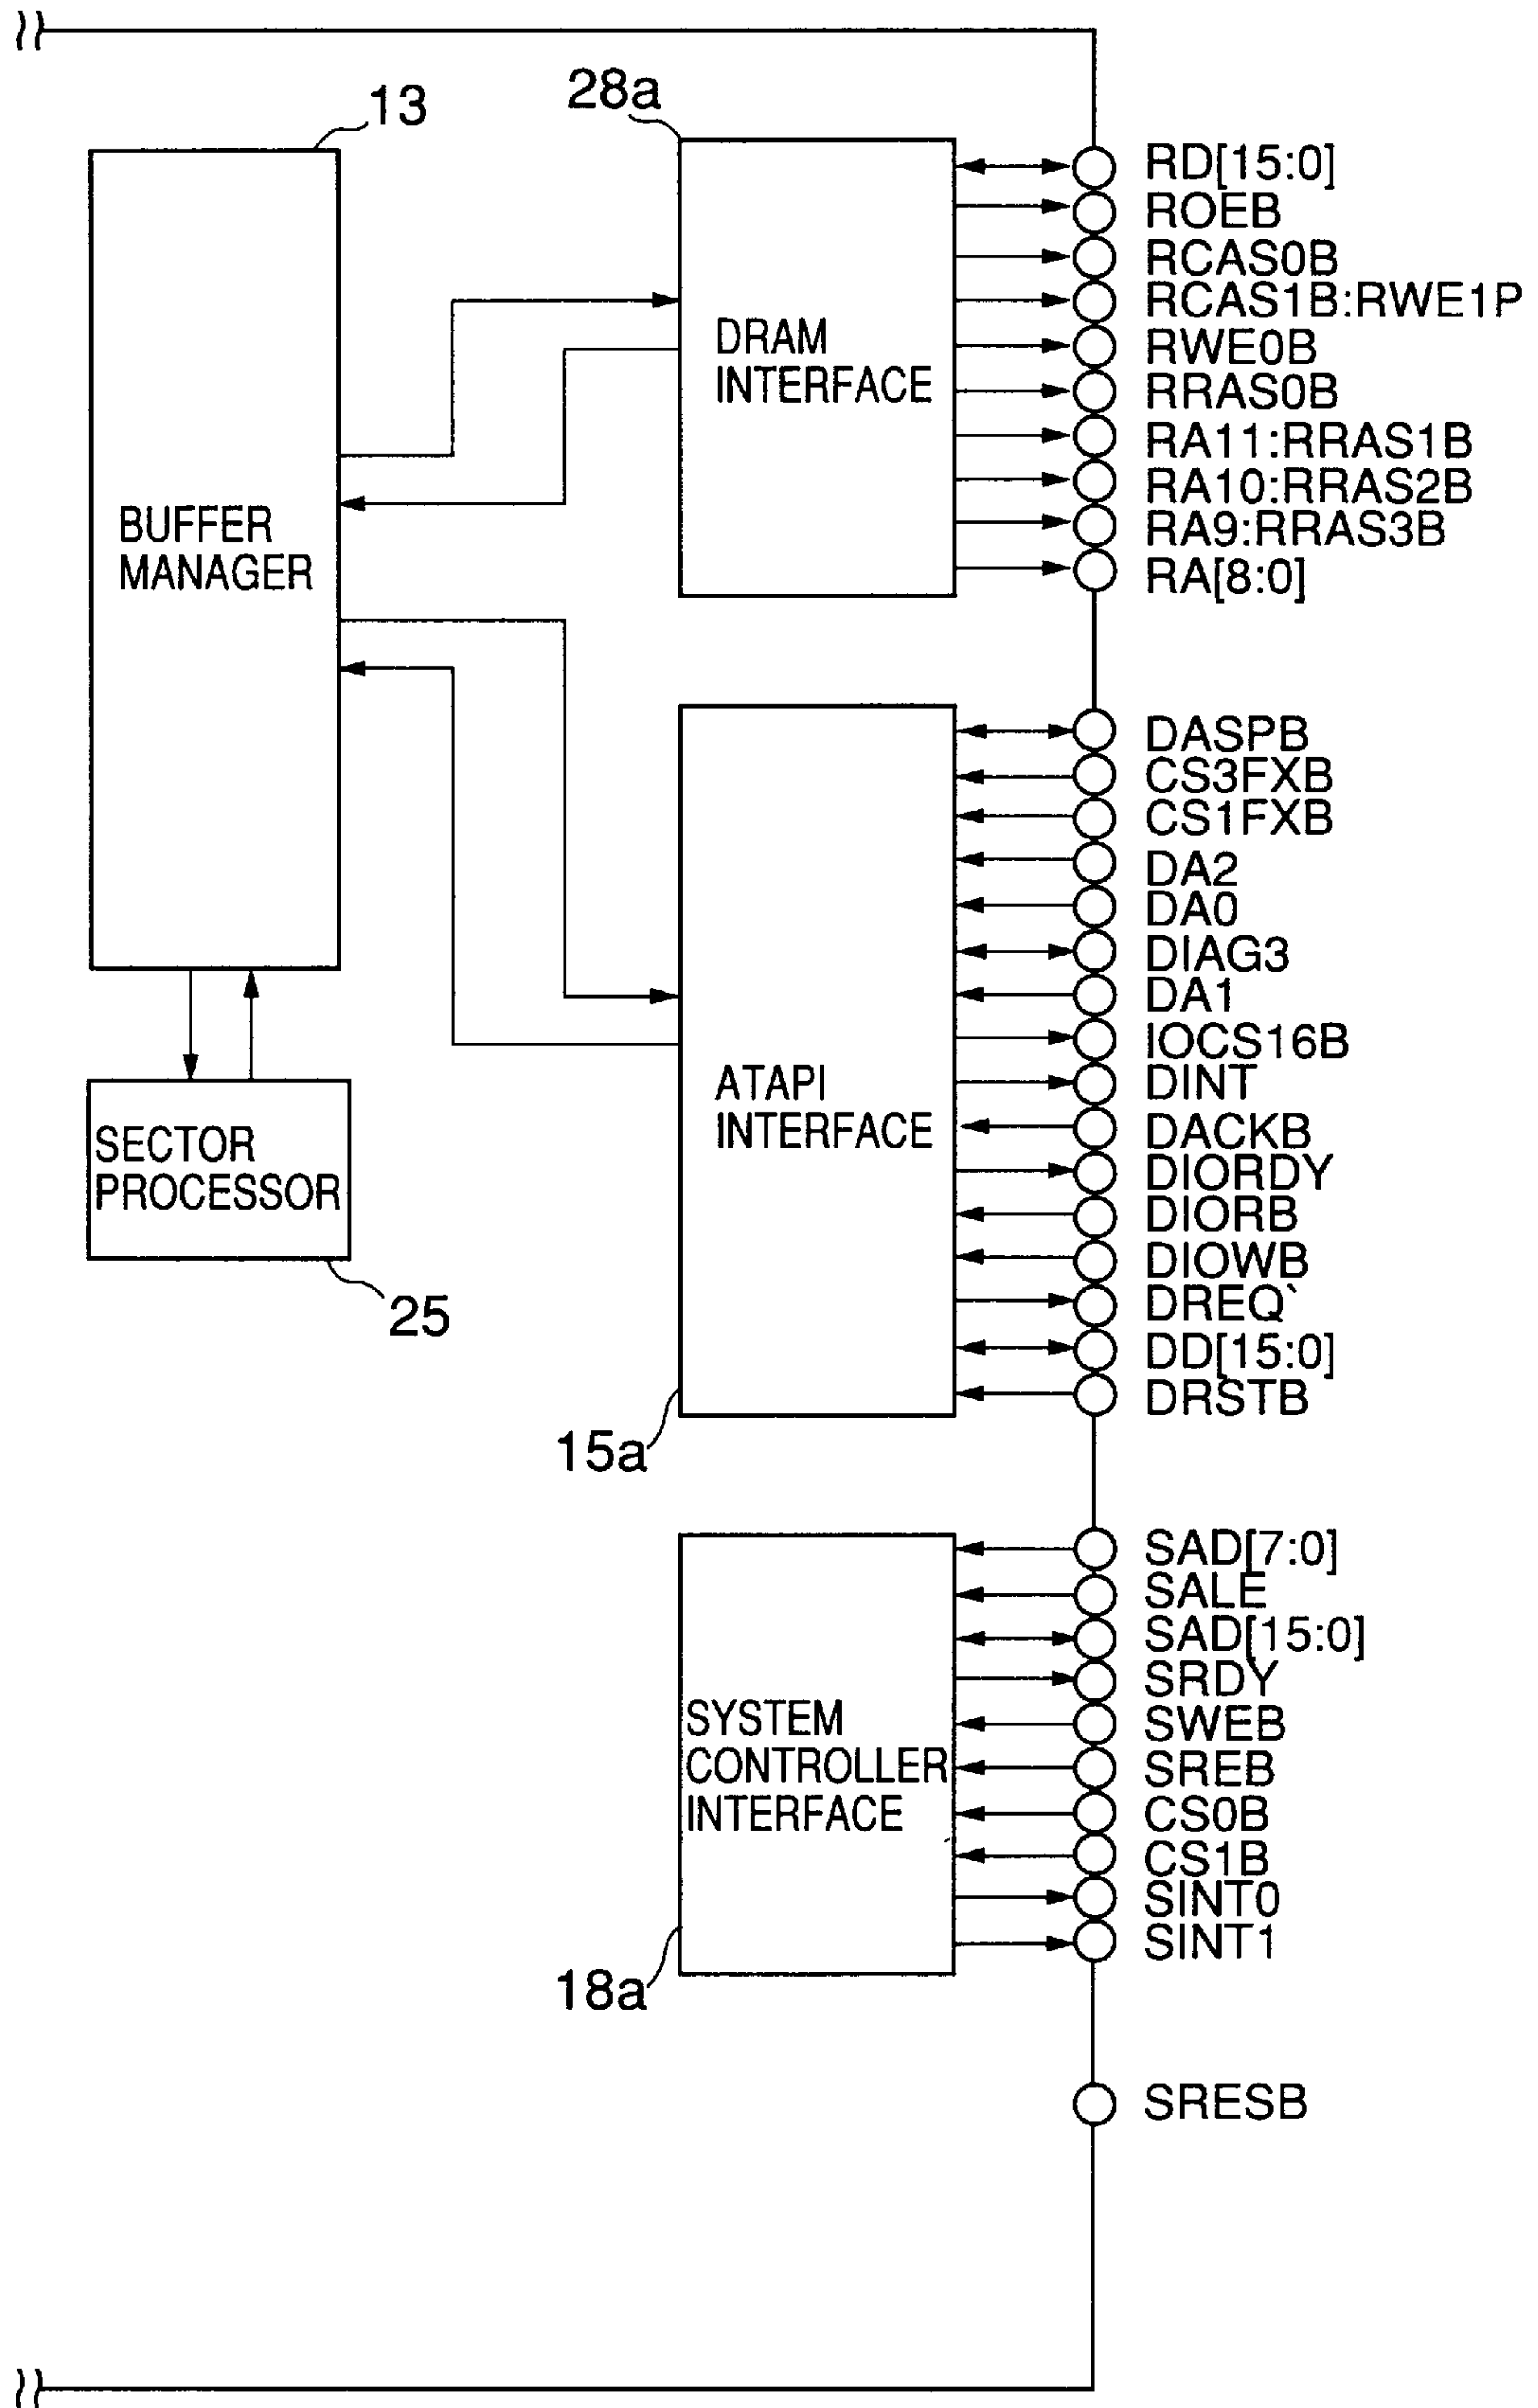 13
28a
BUFFER
MANAGER
DRAM
INTERFACE
RD[15:0]
ROEB
RCAS0B
RCAS1B:RWE1P
RWE0B
RRAS0B
RA11:RRAS1B
RA10:RRAS2B
RA9:RRAS3B
RA[8:0]
SECTOR
PROCESSOR
25
ATAPI
INTERFACE
15a
DASPB
CS3FXB
CS1FXB
DA2
DA0
DIAG3
DA1
IOCS16B
DINT
DACKB
DIORDY
DIORB
DIOWB
DREQ`
DD[15:0]
DRSTB
SYSTEM
CONTROLLER
INTERFACE
18a
SAD[7:0]
SALE
SAD[15:0]
SRDY
SWEB
SREB
CS0B
CS1B
SINT0
SINT1
SRESB